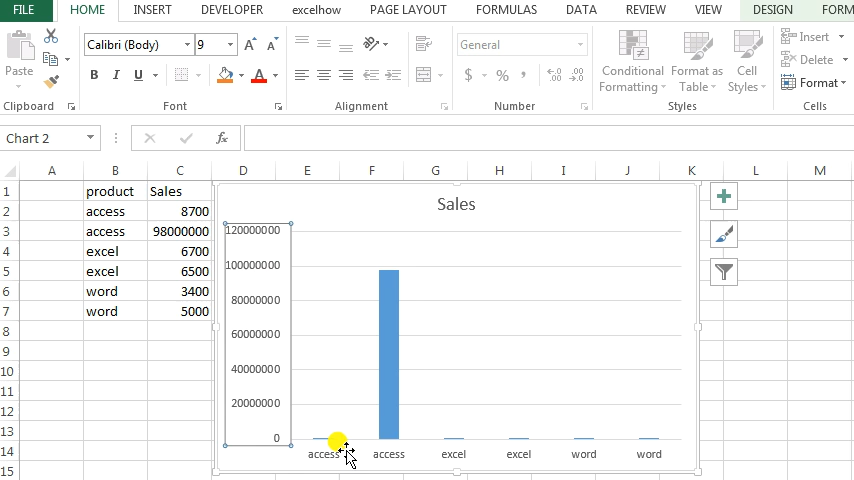 FILE HOME INSERT DEVELOPER excelhow PAGE LAYOUT FORMULAS DATA REVIEW VIEW DESIGN FORM
Paste Calibri (Body) 9 A A General Conditional Format as Cell Insert
B I U A $ % , Formatting Table Styles Delete
Format
Clipboard Font Alignment Number Styles Cells
Chart 2 fx
A B C D E F G H I J K L M
1 product Sales
2 access 8700
3 access 98000000
4 excel 6700
5 excel 6500
6 word 3400
7 word 5000
8
9
10
11
12
13
14
15
Sales
120000000
100000000
80000000
60000000
40000000
20000000
0
access access excel excel word word